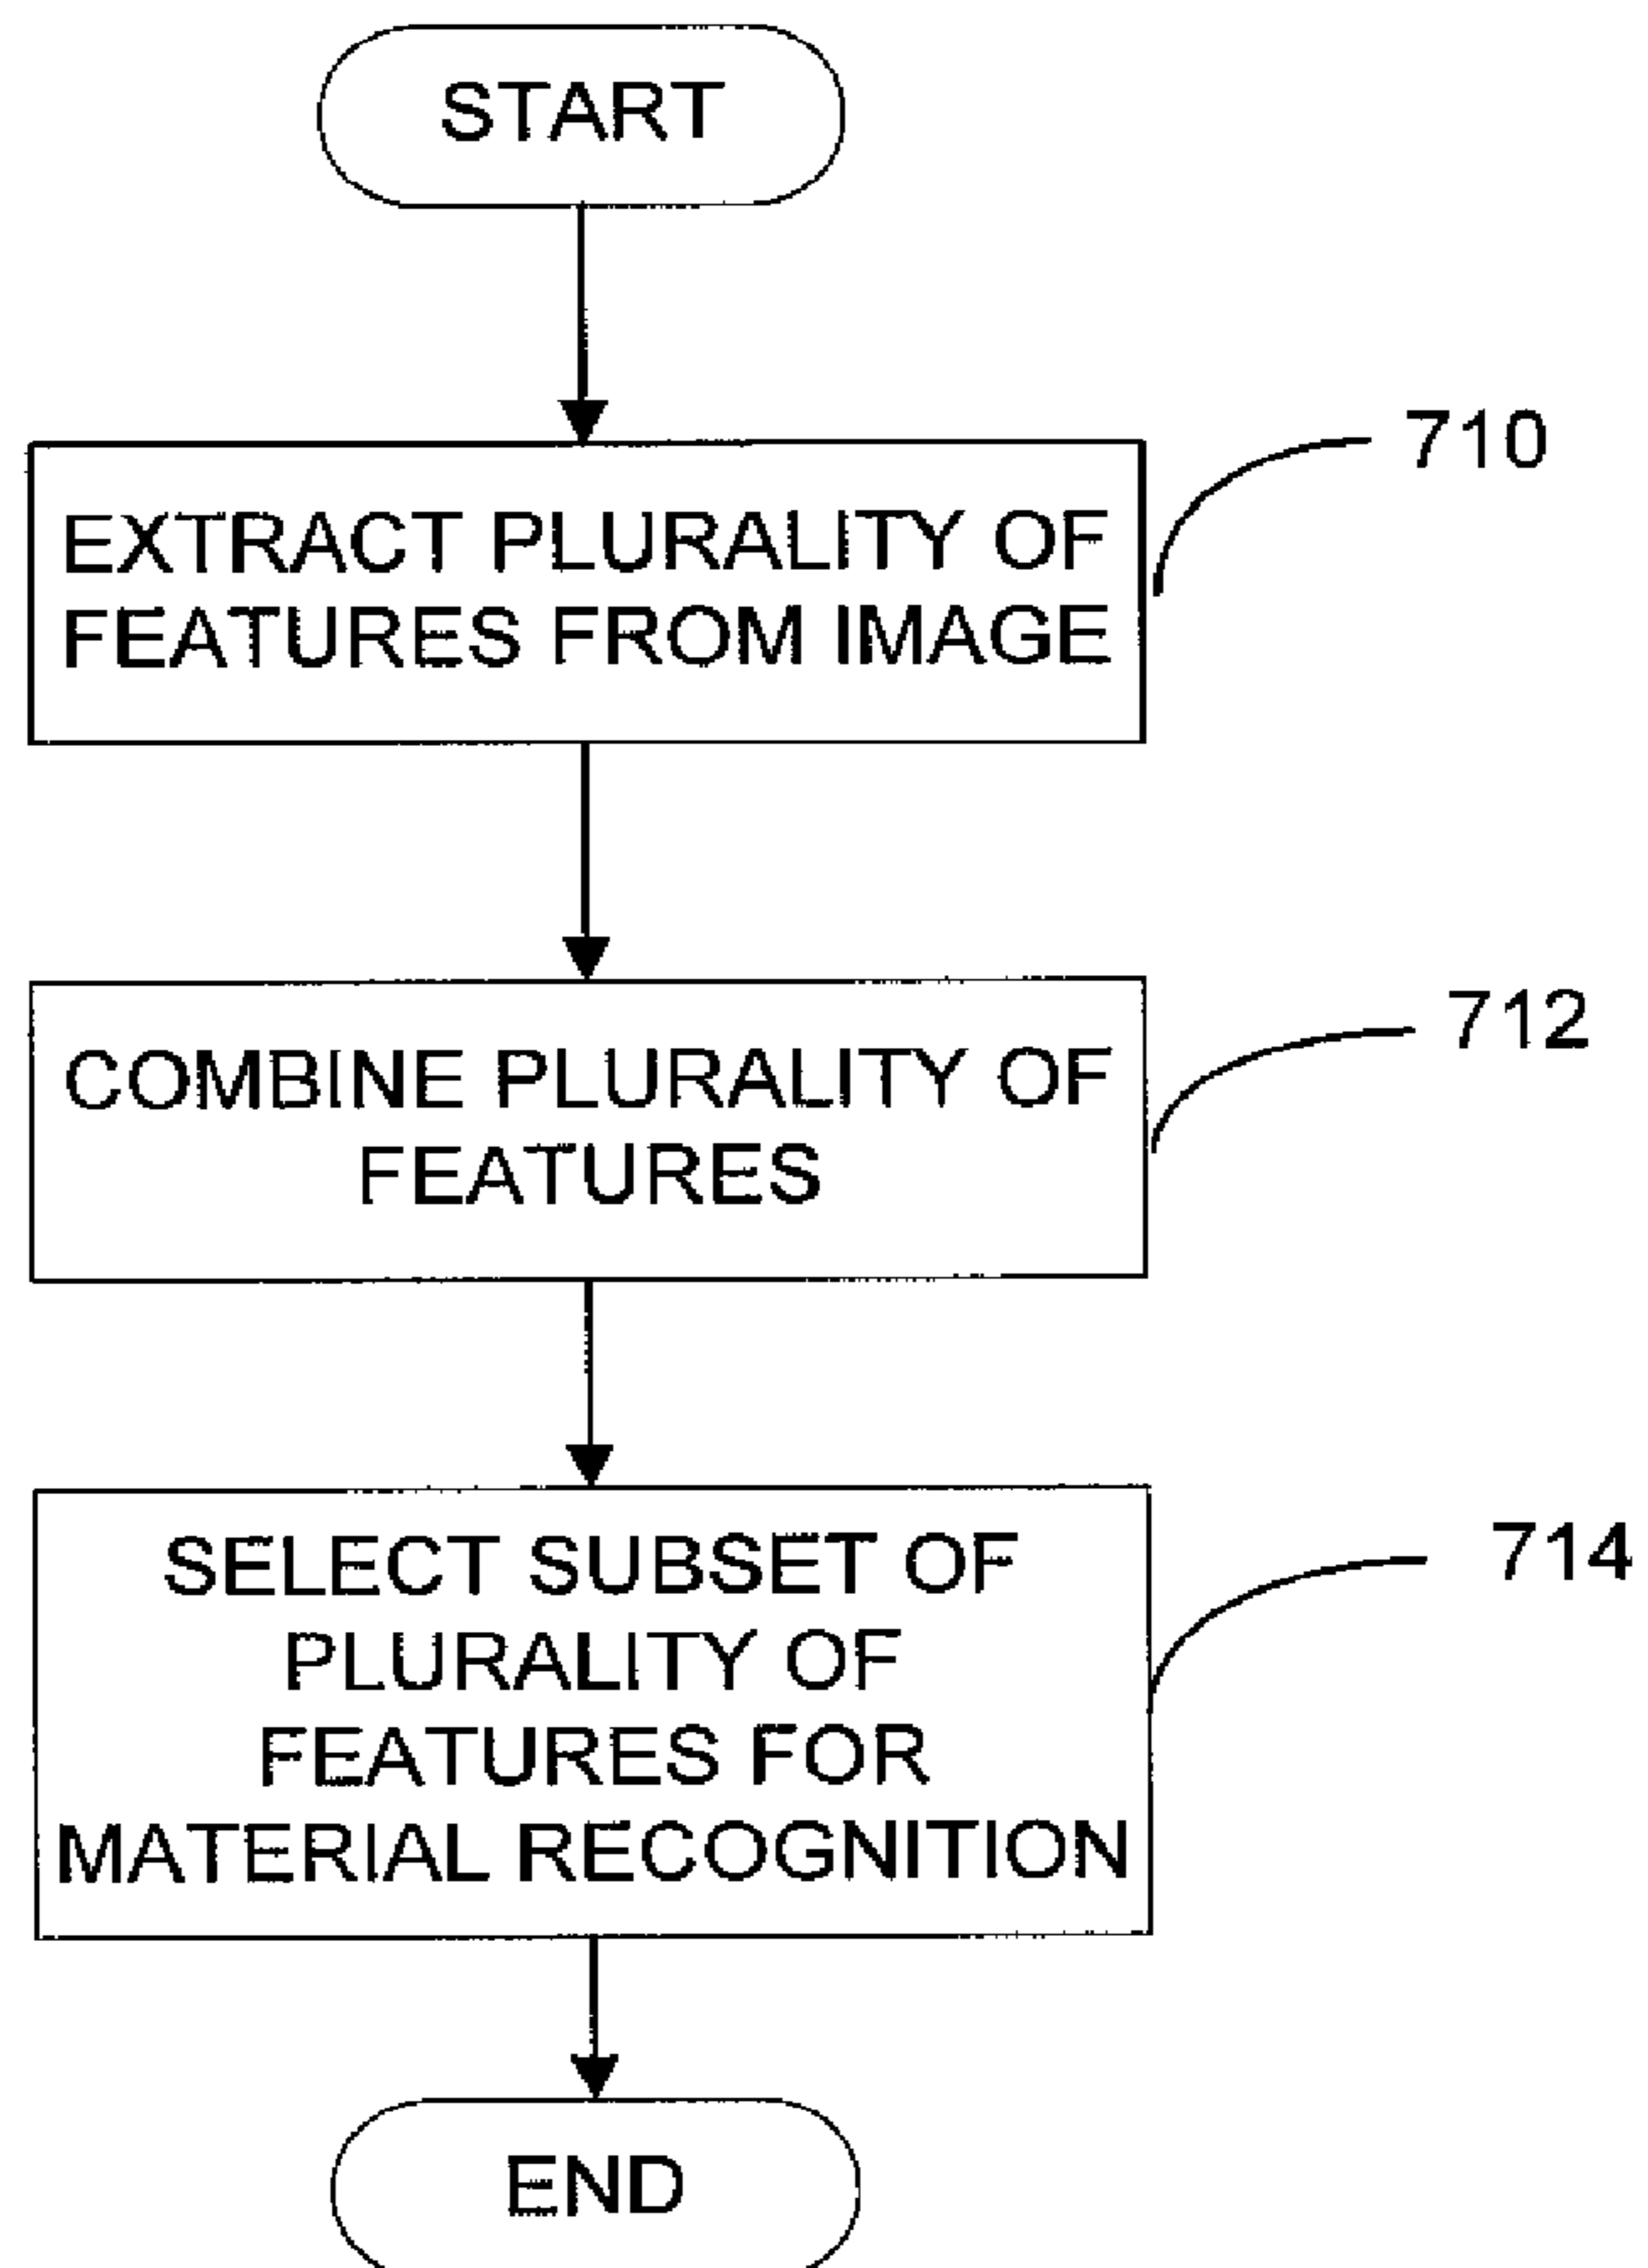 START
710
EXTRACT PLURALITY OF
FEATURES FROM IMAGE
712
COMBINE PLURALITY OF
FEATURES
714
SELECT SUBSET OF
PLURALITY OF
FEATURES FOR
MATERIAL RECOGNITION
END